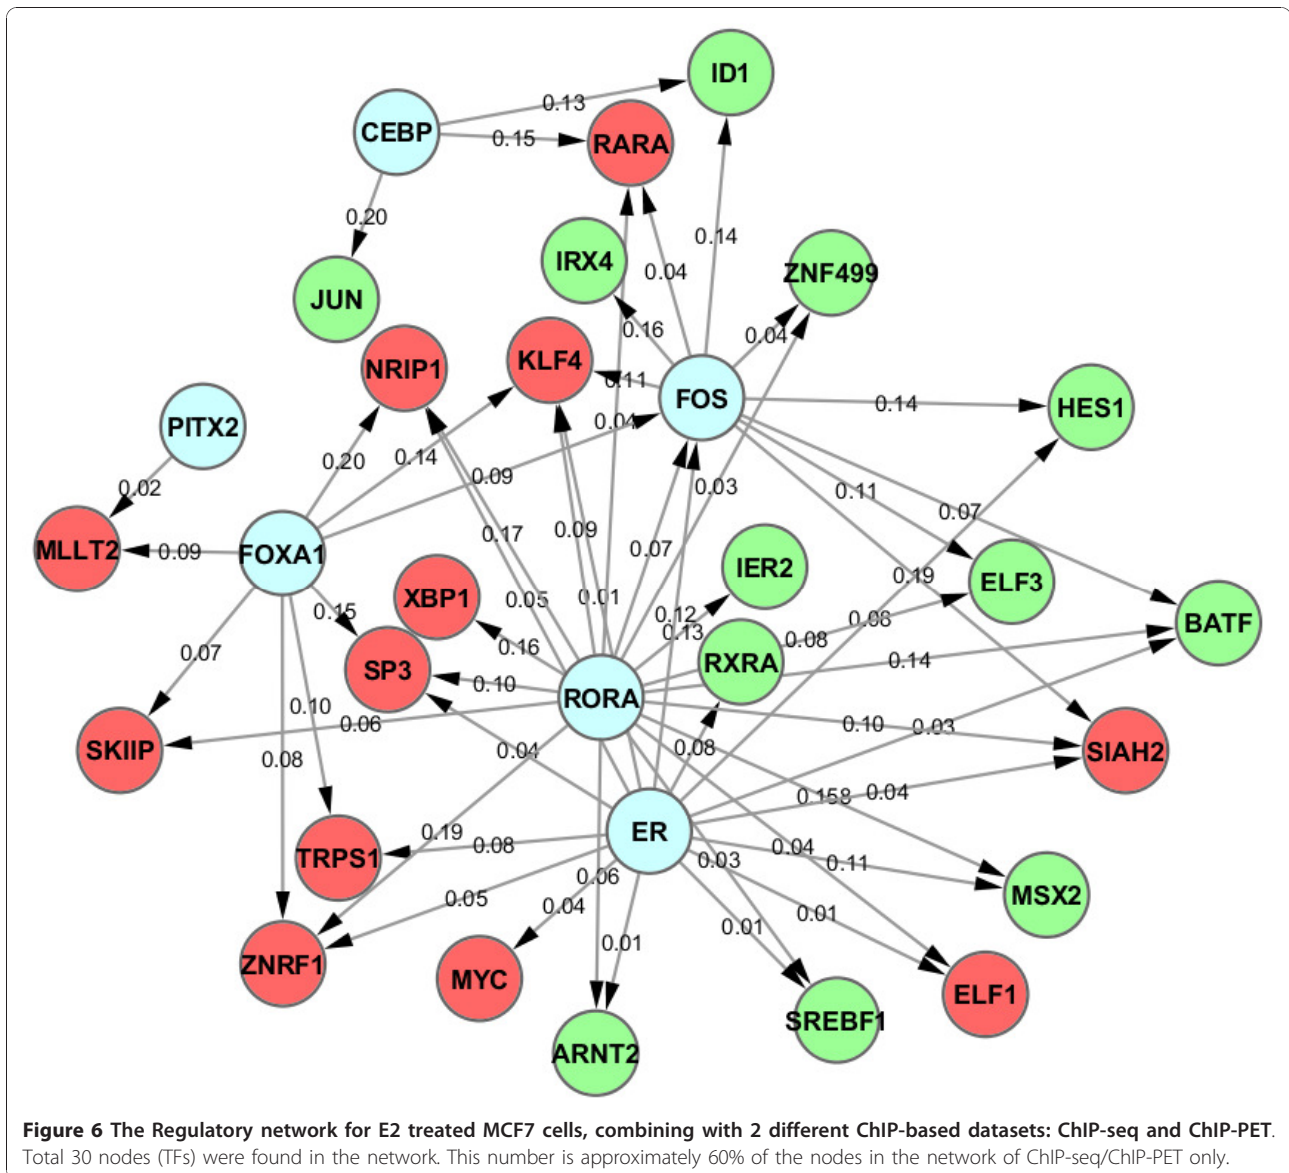 ID1
0.13
CEBP
0.15
RARA
0.20
0.14
IRX4
0.04
ZNF499
JUN
0.16
0.04
NRIP1
KLF4
0.11
FOS
0.14
HES1
PITX2
0.04
0.20
0.14
0.09
0.02
0.03
0.11
0.07
MLLT2
0.09
FOXA1
0.17
0.09
0.07
IER2
0.19
ELF3
XBP1
0.05
0.01
0.15
0.12
0.13
0.08
0.08
BATF
0.07
SP3
0.16
RXRA
0.14
0.10
RORA
0.10
0.06
0.10
0.03
SKIIP
0.08
0.04
0.08
SIAH2
0.158
0.04
TRPS1
0.19
0.08
ER
0.03
0.04
0.11
MSX2
0.06
0.05
0.04
0.01
0.01
0.01
ZNRF1
MYC
ELF1
SREBF1
ARNT2
Figure 6 The Regulatory network for E2 treated MCF7 cells, combining with 2 different ChIP-based datasets: ChIP-seq and ChIP-PET.
Total 30 nodes (TFs) were found in the network. This number is approximately 60% of the nodes in the network of ChIP-seq/ChIP-PET only.